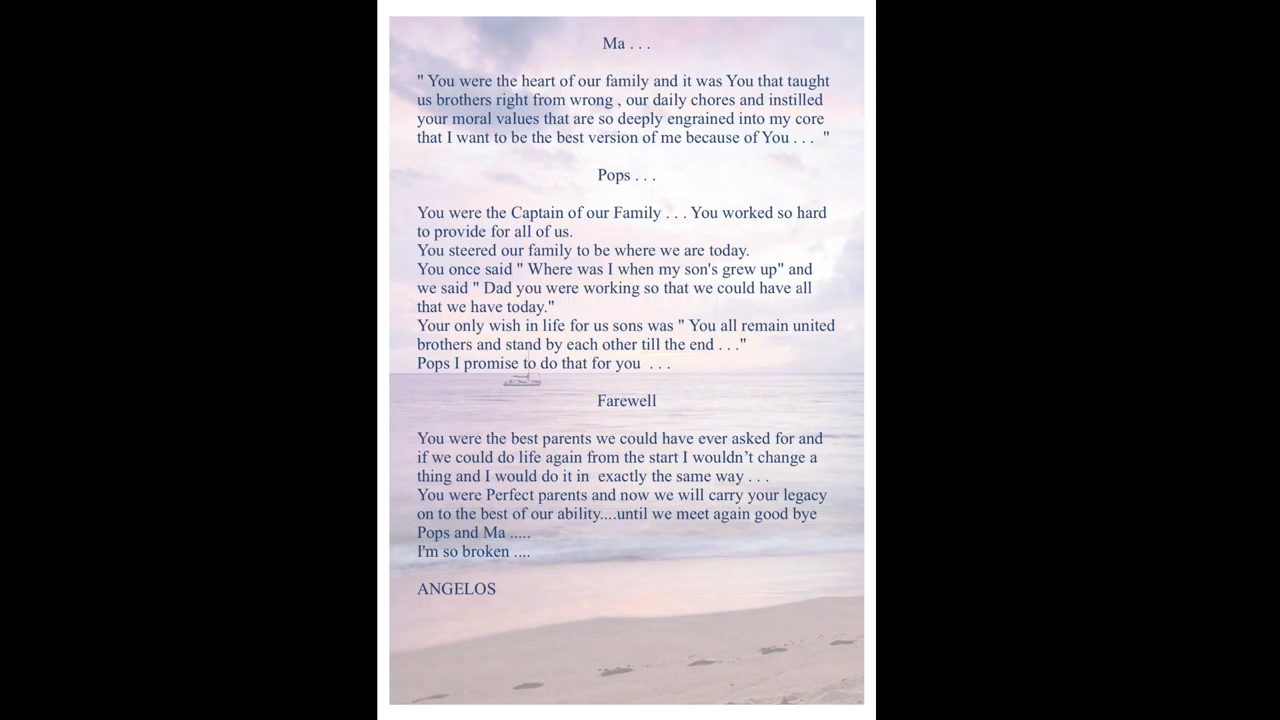 Ma . . .
" You were the heart of our family and it was You that taught
us brothers right from wrong , our daily chores and instilled
your moral values that are so deeply engrained into my core
that I want to be the best version of me because of You . . .  "
Pops . . .
You were the Captain of our Family . . . You worked so hard
to provide for all of us.
You steered our family to be where we are today.
You once said " Where was I when my son's grew up" and
we said " Dad you were working so that we could have all
that we have today."
Your only wish in life for us sons was " You all remain united
brothers and stand by each other till the end . . ."
Pops I promise to do that for you  . . .
Farewell
You were the best parents we could have ever asked for and
if we could do life again from the start I wouldn’t change a
thing and I would do it in  exactly the same way . . .
You were Perfect parents and now we will carry your legacy
on to the best of our ability....until we meet again good bye
Pops and Ma .....
I'm so broken ....
ANGELOS